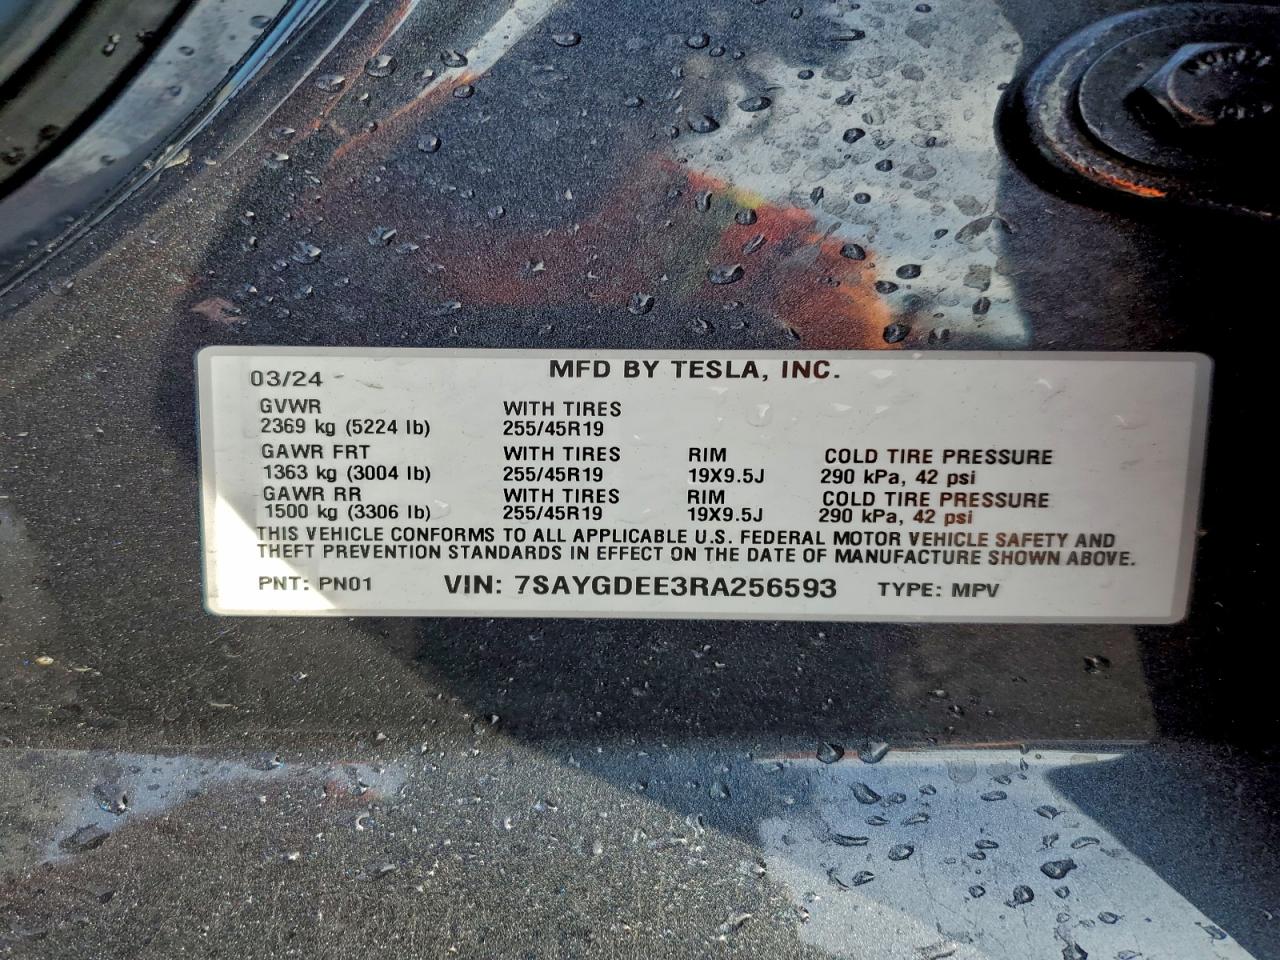 MFD BY TESLA, INC.
03/24
GVWR WITH TIRES
2369 kg (5224 lb) 255/45R19
GAWR FRT WITH TIRES RIM COLD TIRE PRESSURE
1363 kg (3004 lb) 255/45R19 19X9.5J 290 kPa, 42 psi
GAWR RR WITH TIRES RIM COLD TIRE PRESSURE
1500 kg (3306 lb) 255/45R19 19X9.5J 290 kPa, 42 psi
THIS VEHICLE CONFORMS TO ALL APPLICABLE U.S. FEDERAL MOTOR VEHICLE SAFETY AND
THEFT PREVENTION STANDARDS IN EFFECT ON THE DATE OF MANUFACTURE SHOWN ABOVE.
PNT: PN01 VIN: 7SAYGDEE3RA256593 TYPE: MPV